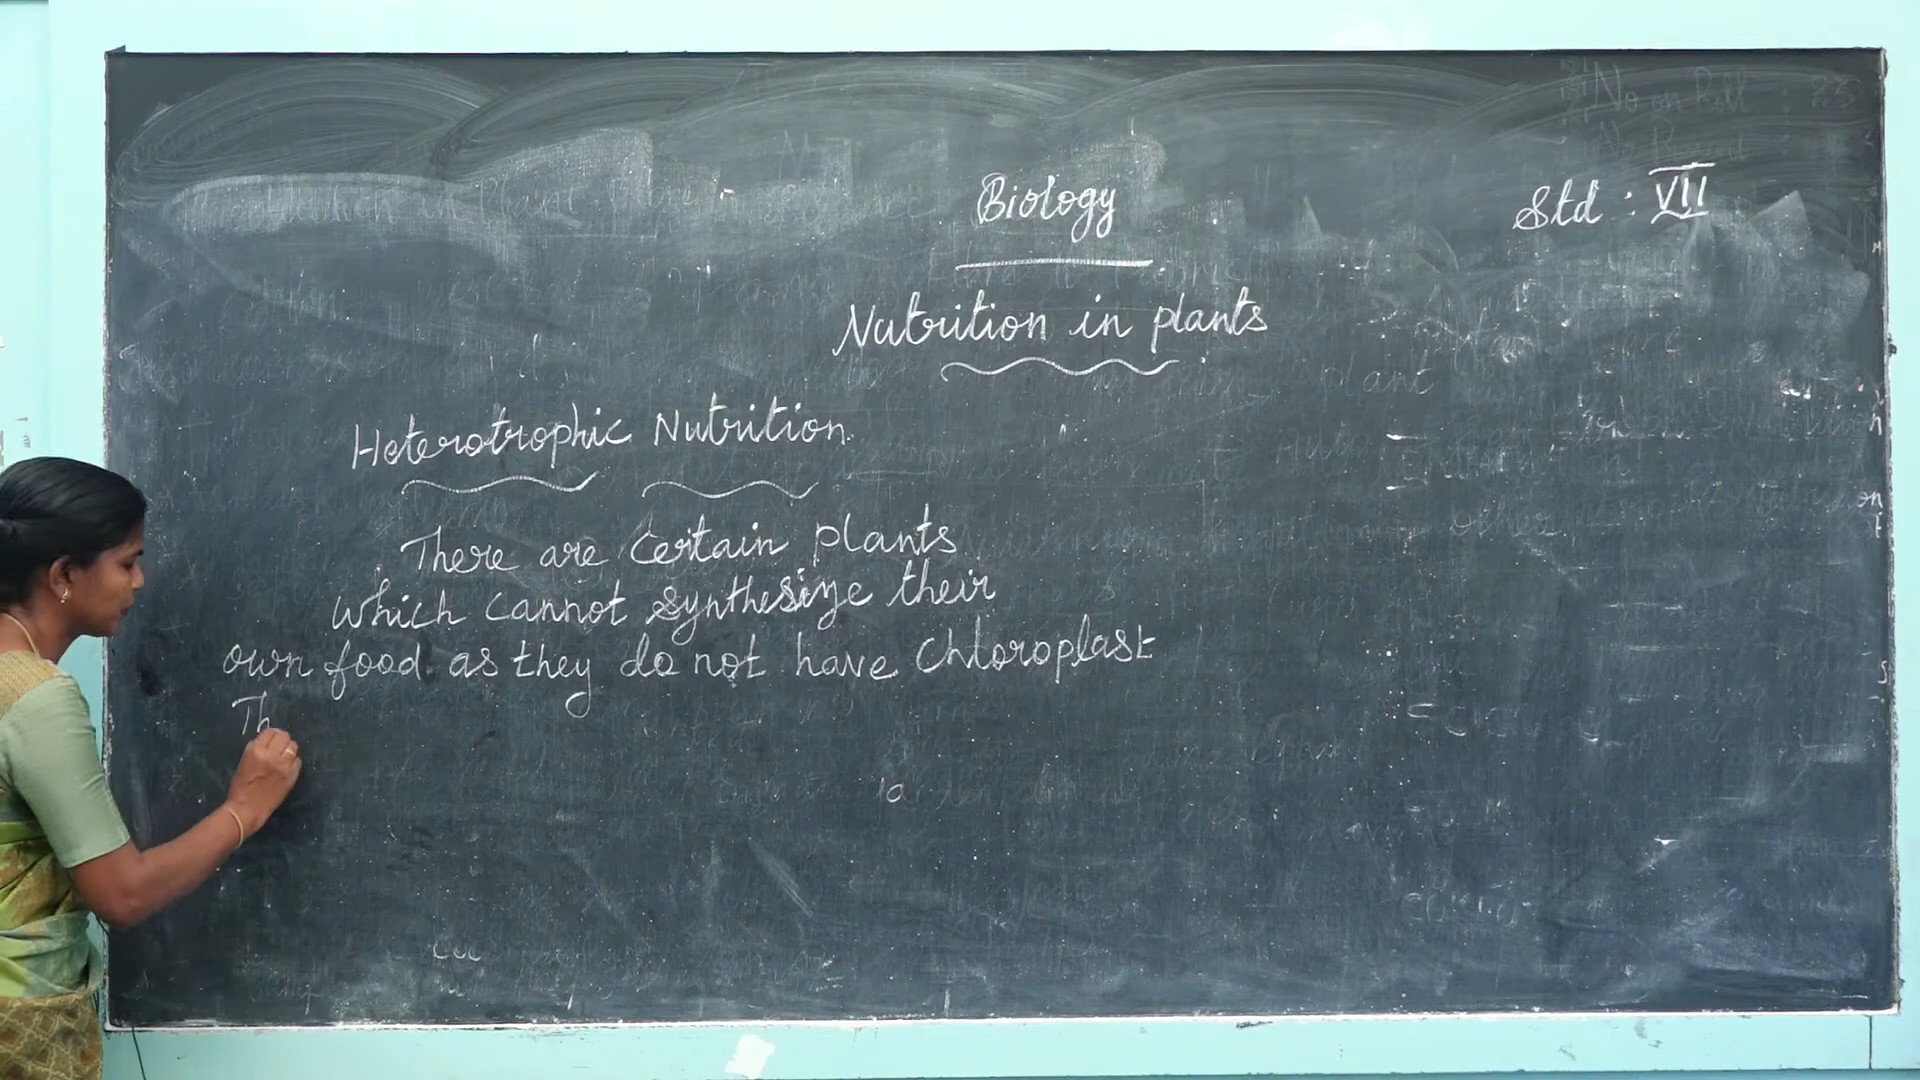 Biology
Std : VII
Nutrition in plants
Heterotrophic Nutrition
There are Certain plants
which cannot synthesize their
own food as they do not have Chloroplast
Th